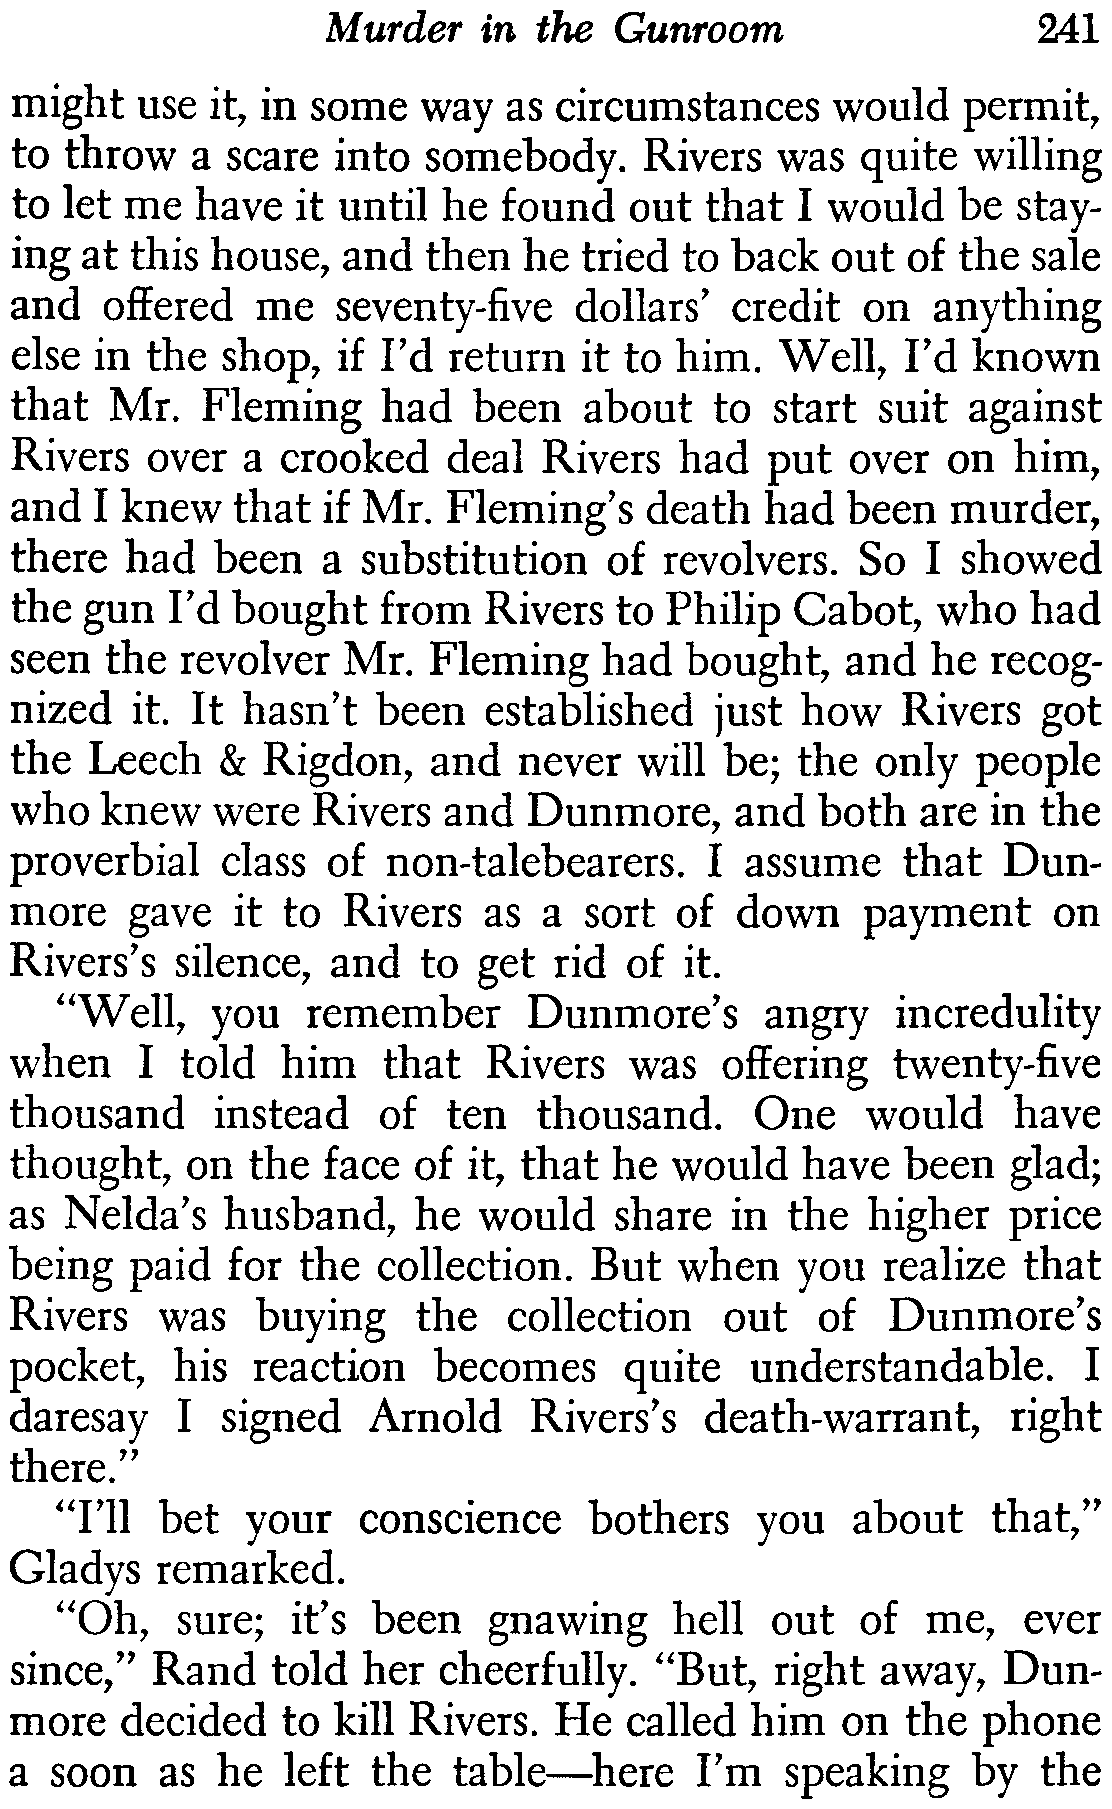 Murder in the Gunroom 241
might use it, in some way as circumstances would permit,
to throw a scare into somebody. Rivers was quite willing
to let me have it until he found out that I would be stay-
ing at this house, and then he tried to back out of the sale
and offered me seventy-five dollars’ credit on anything
else in the shop, if I’d return it to him. Well, I’d known
that Mr. Fleming had been about to start suit against
Rivers over a crooked deal Rivers had put over on him,
and I knew that if Mr. Fleming’s death had been murder,
there had been a substitution of revolvers. So I showed
the gun I’d bought from Rivers to Philip Cabot, who had
seen the revolver Mr. Fleming had bought, and he recog-
nized it. It hasn’t been established just how Rivers got
the Leech & Rigdon, and never will be; the only people
who knew were Rivers and Dunmore, and both are in the
proverbial class of non-talebearers. I assume that Dun-
more gave it to Rivers as a sort of down payment on
Rivers’s silence, and to get rid of it.
“Well, you remember Dunmore’s angry incredulity
when I told him that Rivers was offering twenty-five
thousand instead of ten thousand. One would have
thought, on the face of it, that he would have been glad;
as Nelda’s husband, he would share in the higher price
being paid for the collection. But when you realize that
Rivers was buying the collection out of Dunmore’s
pocket, his reaction becomes quite understandable. I
daresay I signed Arnold Rivers’s death-warrant, right
there.”
“I’ll bet your conscience bothers you about that,”
Gladys remarked.
“Oh, sure; it’s been gnawing hell out of me, ever
since,” Rand told her cheerfully. “But, right away, Dun-
more decided to kill Rivers. He called him on the phone
a soon as he left the table—here I’m speaking by the